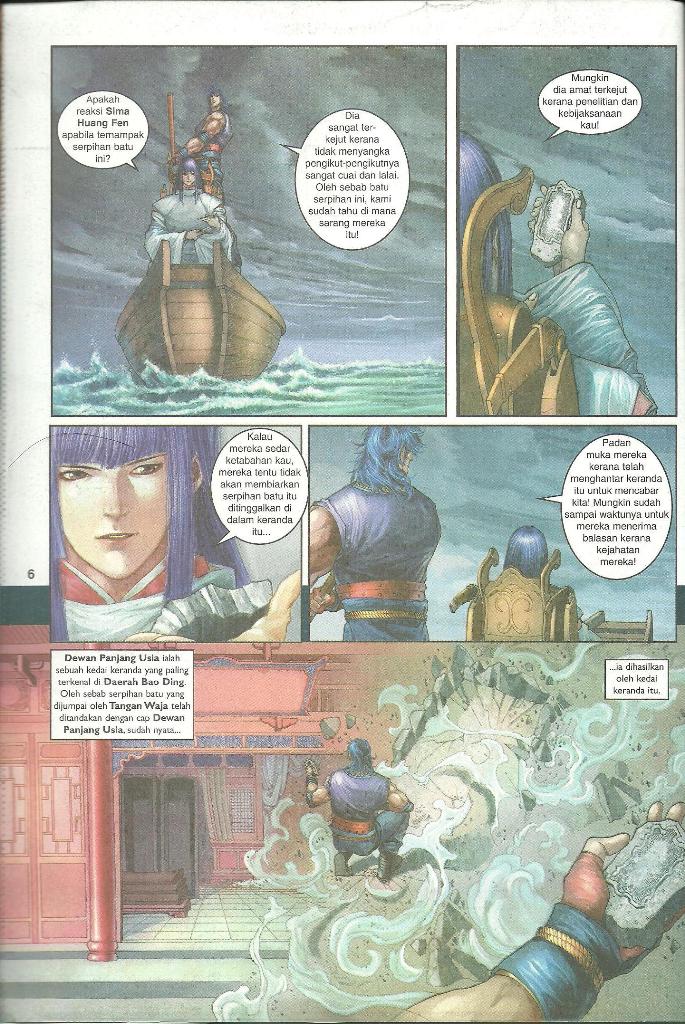 Apakah
reaksi Sima
Huang Fen
apabila ternampak
serpihan batu
ini?
Dia
sangat ter-
kejut kerana
tidak menyangka
pengikut-pengikutnya
sangat cuai dan lalai.
Oleh sebab batu
serpihan ini, kami
sudah tahu di mana
sarang mereka
itu!
Mungkin
dia amat terkejut
kerana penelitian dan
kebijaksanaan
kau!
Kalau
mereka sedar
ketabahan kau,
mereka tentu tidak
akan membiarkan
serpihan batu itu
ditinggalkan di
dalam keranda
itu...
Padan
muka mereka
kerana telah
menghantar keranda
itu untuk mencabar
kita! Mungkin sudah
sampai waktunya untuk
mereka menerima
balasan kerana
kejahatan
mereka!
6
Dewan Panjang Usia ialah
sebuah kedai keranda yang paling
terkenal di Daerah Bao Ding.
Oleh sebab serpihan batu yang
dijumpai oleh Tangan Waja telah
ditandakan dengan cap Dewan
Panjang Usia, sudah nyata...
...ia dihasilkan
oleh kedai
keranda itu.